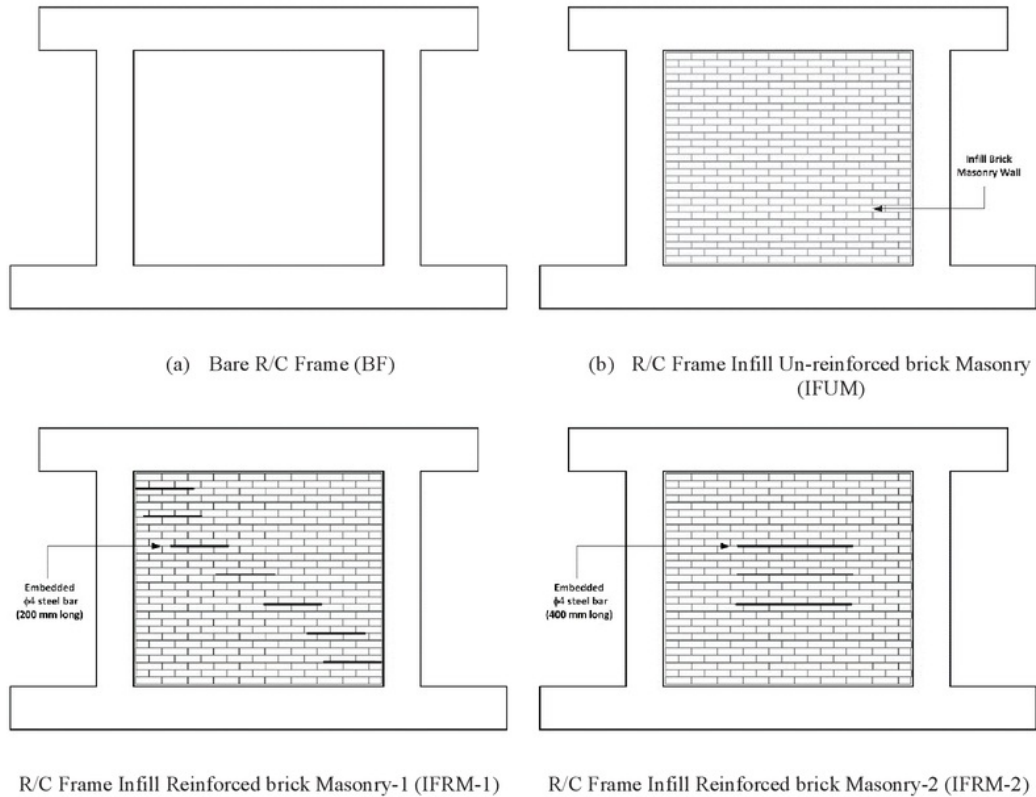 Infill Brick
Masonry Wall
(a) Bare R/C Frame (BF)
(b) R/C Frame Infill Un-reinforced brick Masonry
(IFUM)
Embedded
ϕ4 steel bar
(200 mm long)
Embedded
ϕ4 steel bar
(400 mm long)
R/C Frame Infill Reinforced brick Masonry-1 (IFRM-1)
R/C Frame Infill Reinforced brick Masonry-2 (IFRM-2)